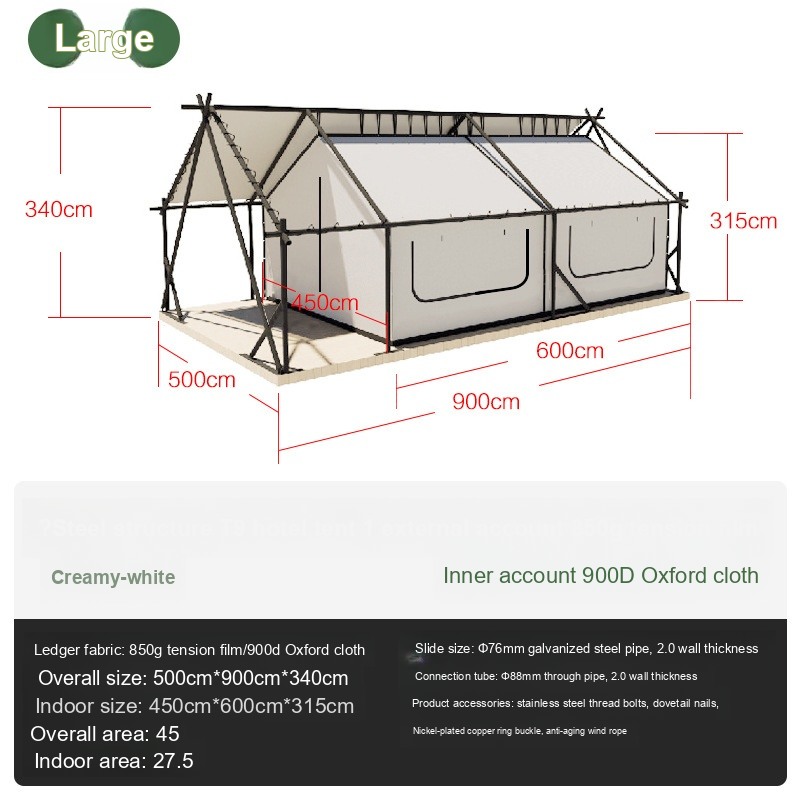 Large
340cm
315cm
450cm
600cm
500cm
900cm
Creamy-white
Inner account 900D Oxford cloth
Ledger fabric: 850g tension film/900d Oxford cloth
Overall size: 500cm*900cm*340cm
Indoor size: 450cm*600cm*315cm
Overall area: 45
Indoor area: 27.5
Slide size: Φ76mm galvanized steel pipe, 2.0 wall thickness
Connection tube: Φ88mm through pipe, 2.0 wall thickness
Product accessories: stainless steel thread bolts, dovetail nails,
Nickel-plated copper ring buckle, anti-aging wind rope